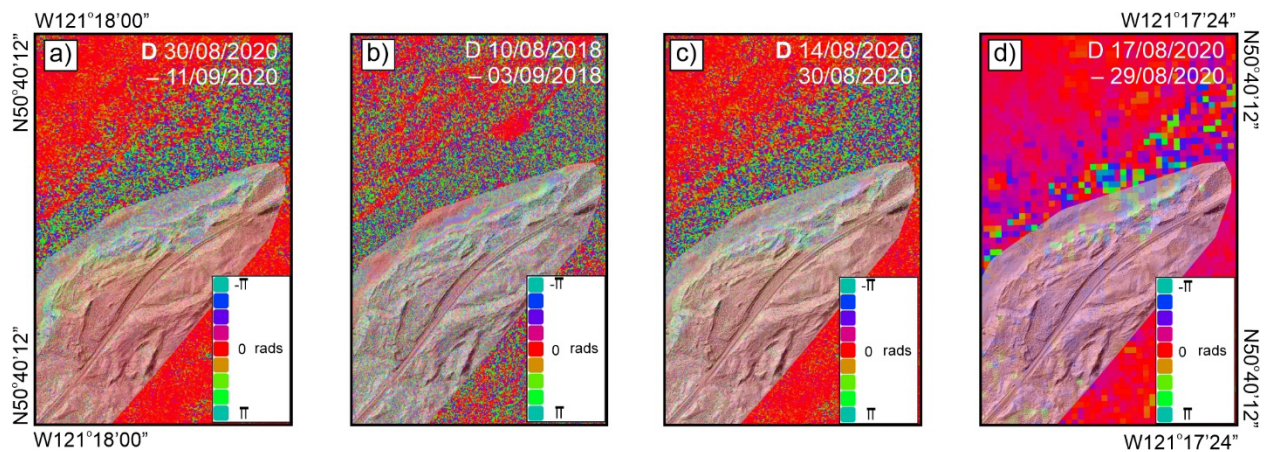 W121°18’00”
W121°17’24”
N50°40’12”
a) D 30/08/2020
– 11/09/2020
-π
0 rads
π
N50°40’12”
W121°18’00”
b) D 10/08/2018
– 03/09/2018
-π
0 rads
π
c) D 14/08/2020
30/08/2020
-π
0 rads
π
d) D 17/08/2020
– 29/08/2020
-π
0 rads
π
N50°40’12”
N50°40’12”
W121°17’24”